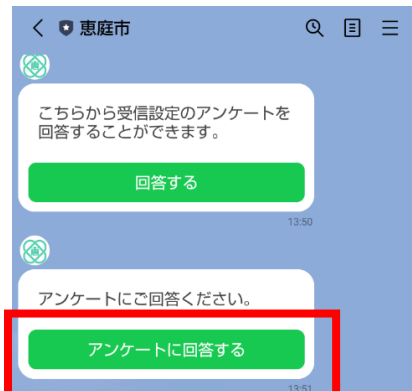 恵庭市
こちらから受信設定のアンケートを
回答することができます。
回答する
13:50
アンケートにご回答ください。
アンケートに回答する
13:51